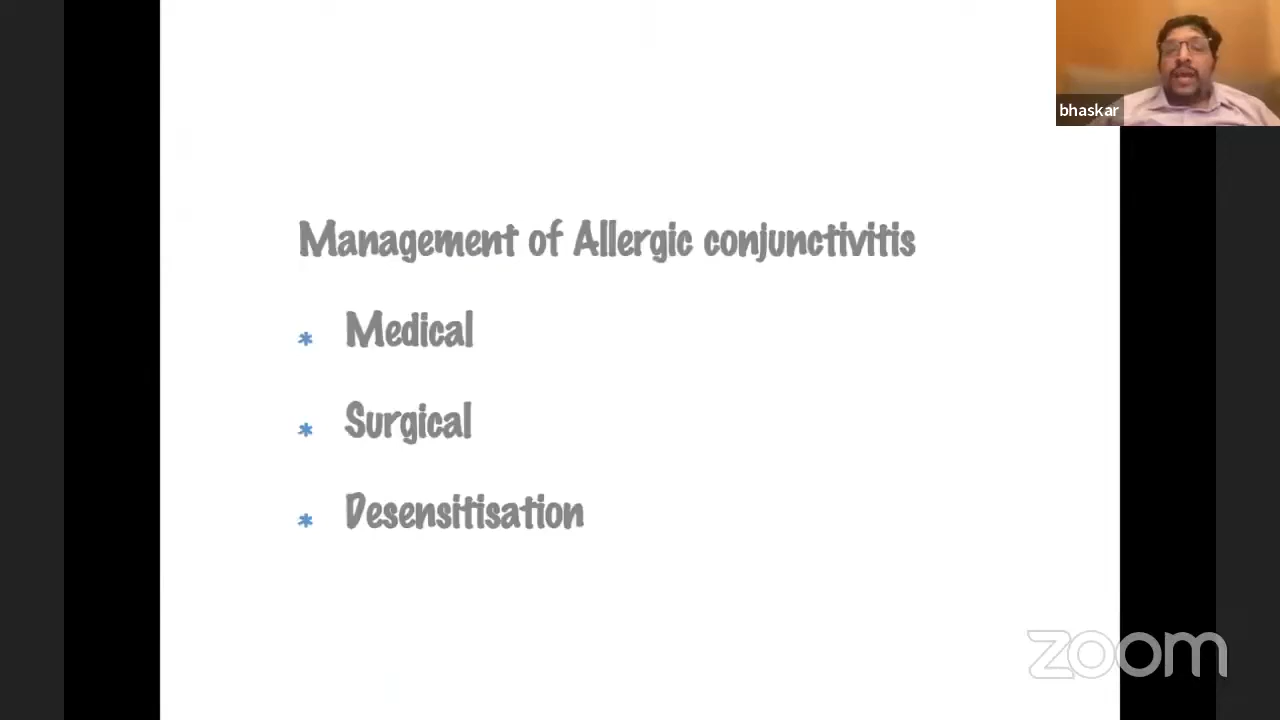 bhaskar
Management of Allergic conjunctivitis
* Medical
* Surgical
* Desensitisation
zoom